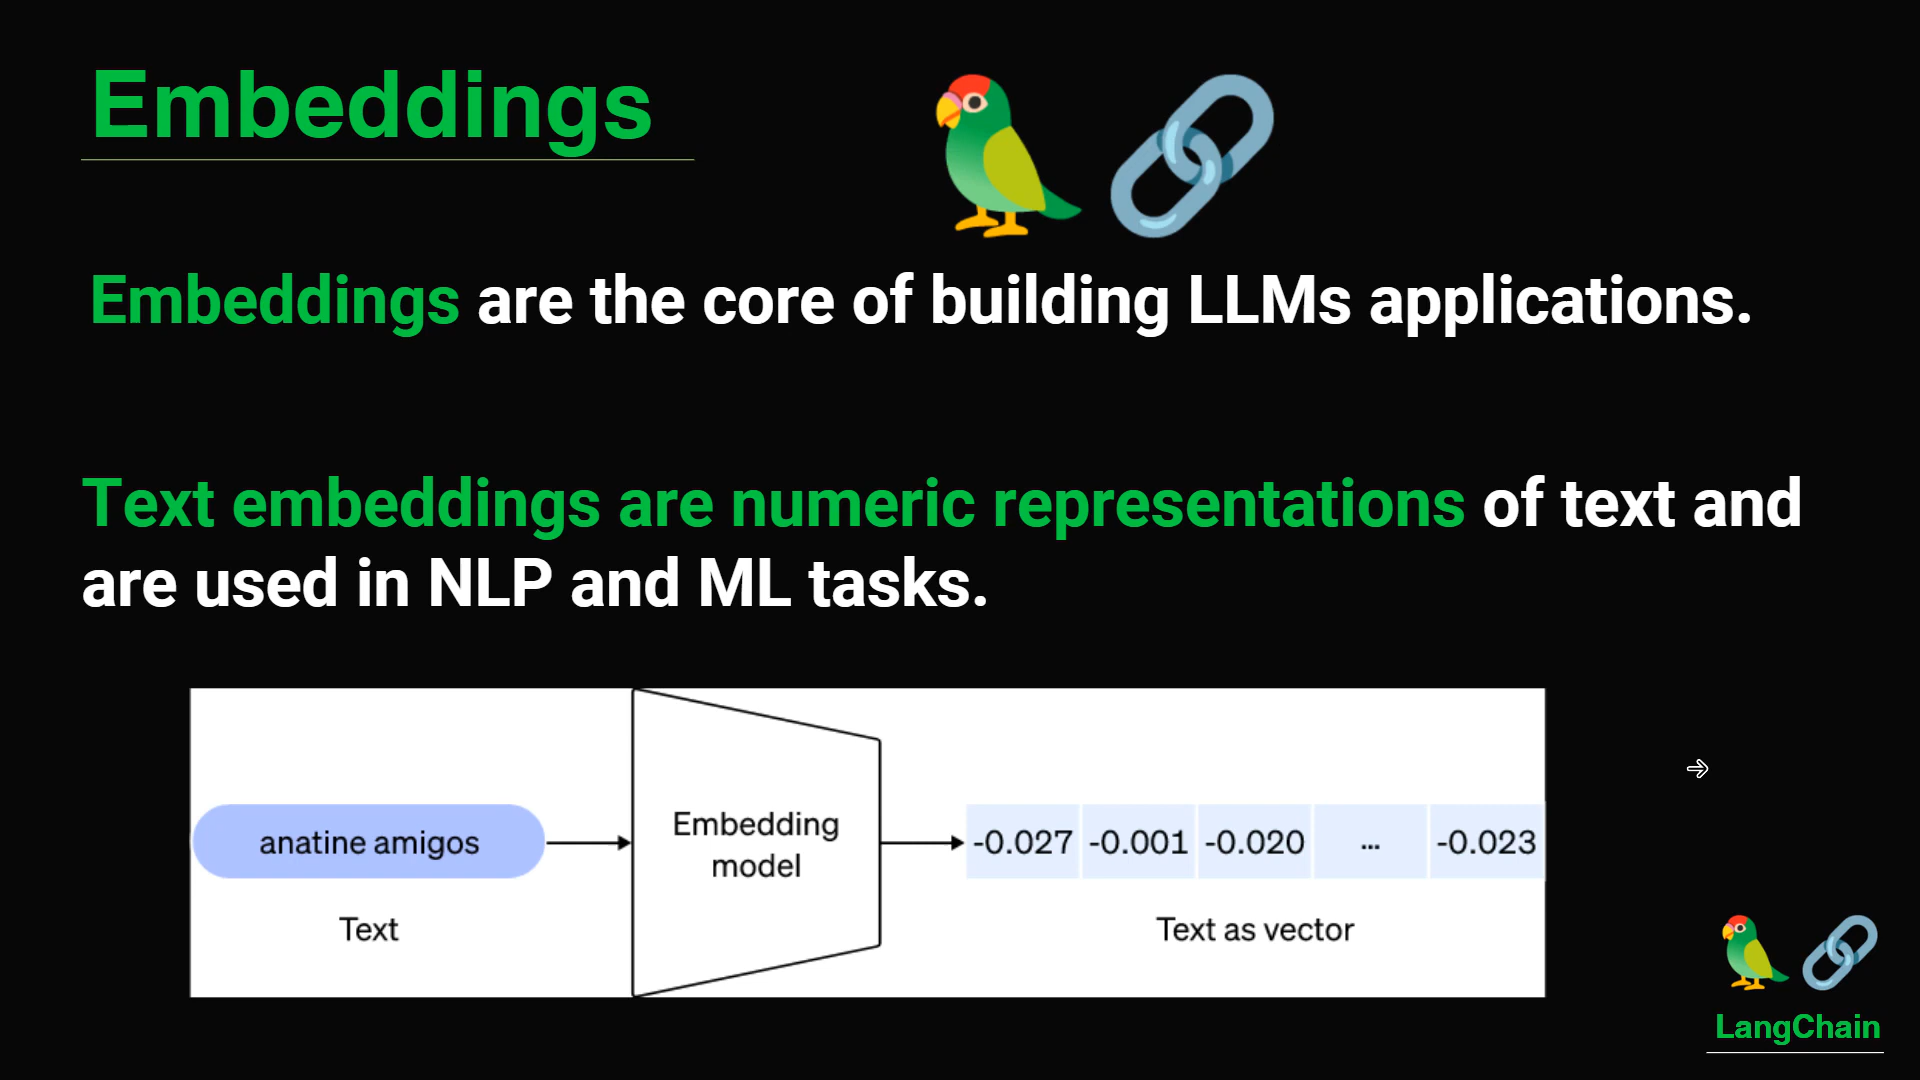 Embeddings
Embeddings are the core of building LLMs applications.
Text embeddings are numeric representations of text and
are used in NLP and ML tasks.
anatine amigos
Text
Embedding
model
-0.027 -0.001 -0.020 ... -0.023
Text as vector
LangChain